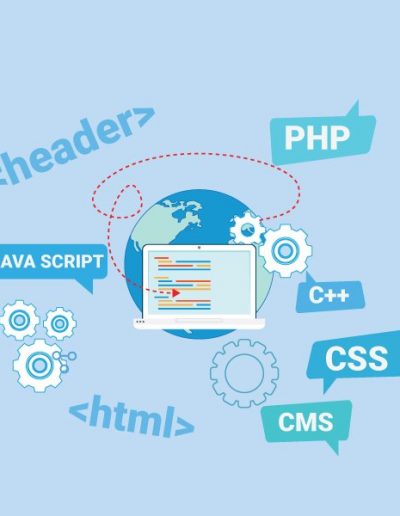 <header>
PHP
AVA SCRIPT
C++
CSS
<html>
CMS